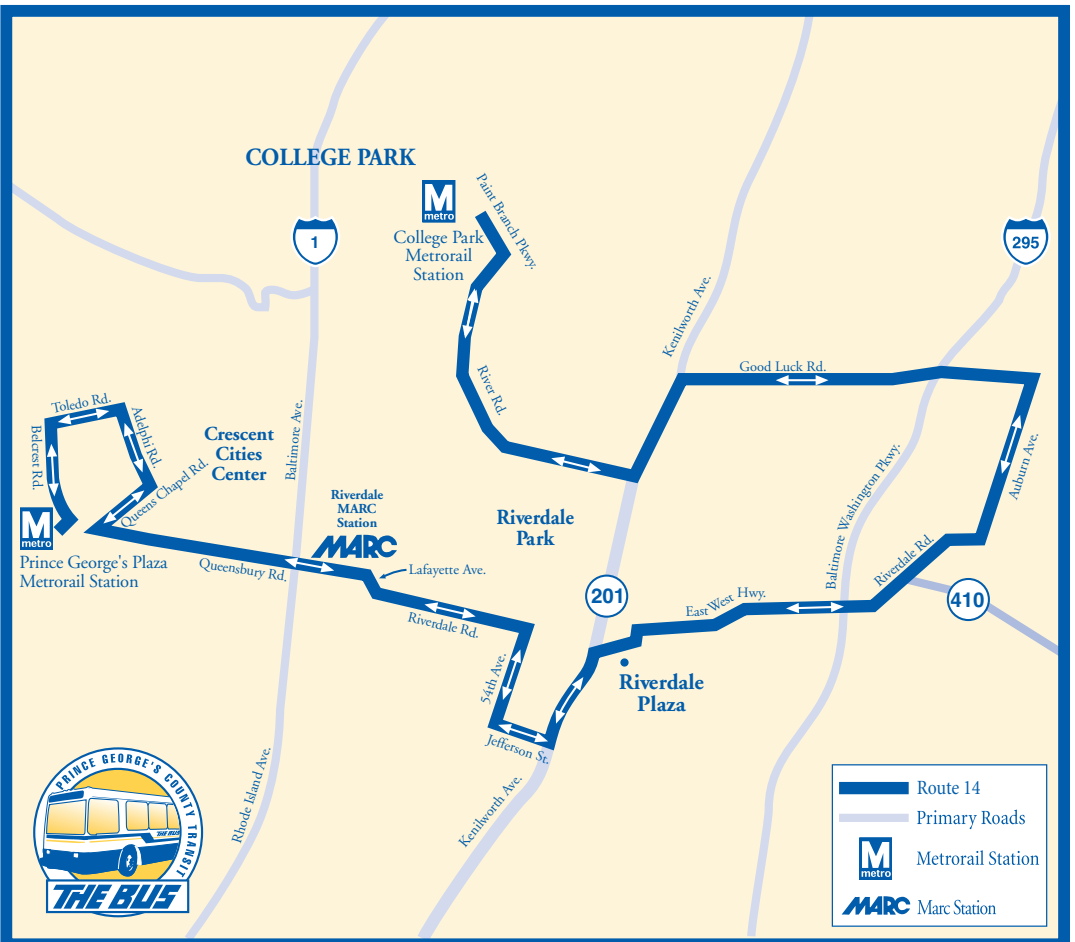 COLLEGE PARK
M
metro
College Park
Metrorail
Station
Paint Branch Pkwy.
1
295
Kenilworth Ave.
Good Luck Rd.
River Rd.
Toledo Rd.
Adelphi Rd.
Belcrest Rd.
Queens Chapel Rd.
Crescent
Cities
Center
Baltimore Ave.
Auburn Ave.
Baltimore Washington Pkwy.
Riverdale
MARC
Station
MARC
Riverdale
Park
M
metro
Prince George's Plaza
Metrorail Station
Queensbury Rd.
Lafayette Ave.
Riverdale Rd.
Riverdale Rd.
201
410
East West Hwy.
54th Ave.
Jefferson St.
Riverdale
Plaza
Rhode Island Ave.
Kenilworth Ave.
PRINCE GEORGE'S COUNTY TRANSIT
THE BUS
THE BUS
Route 14
Primary Roads
M
metro
Metrorail Station
MARC
Marc Station